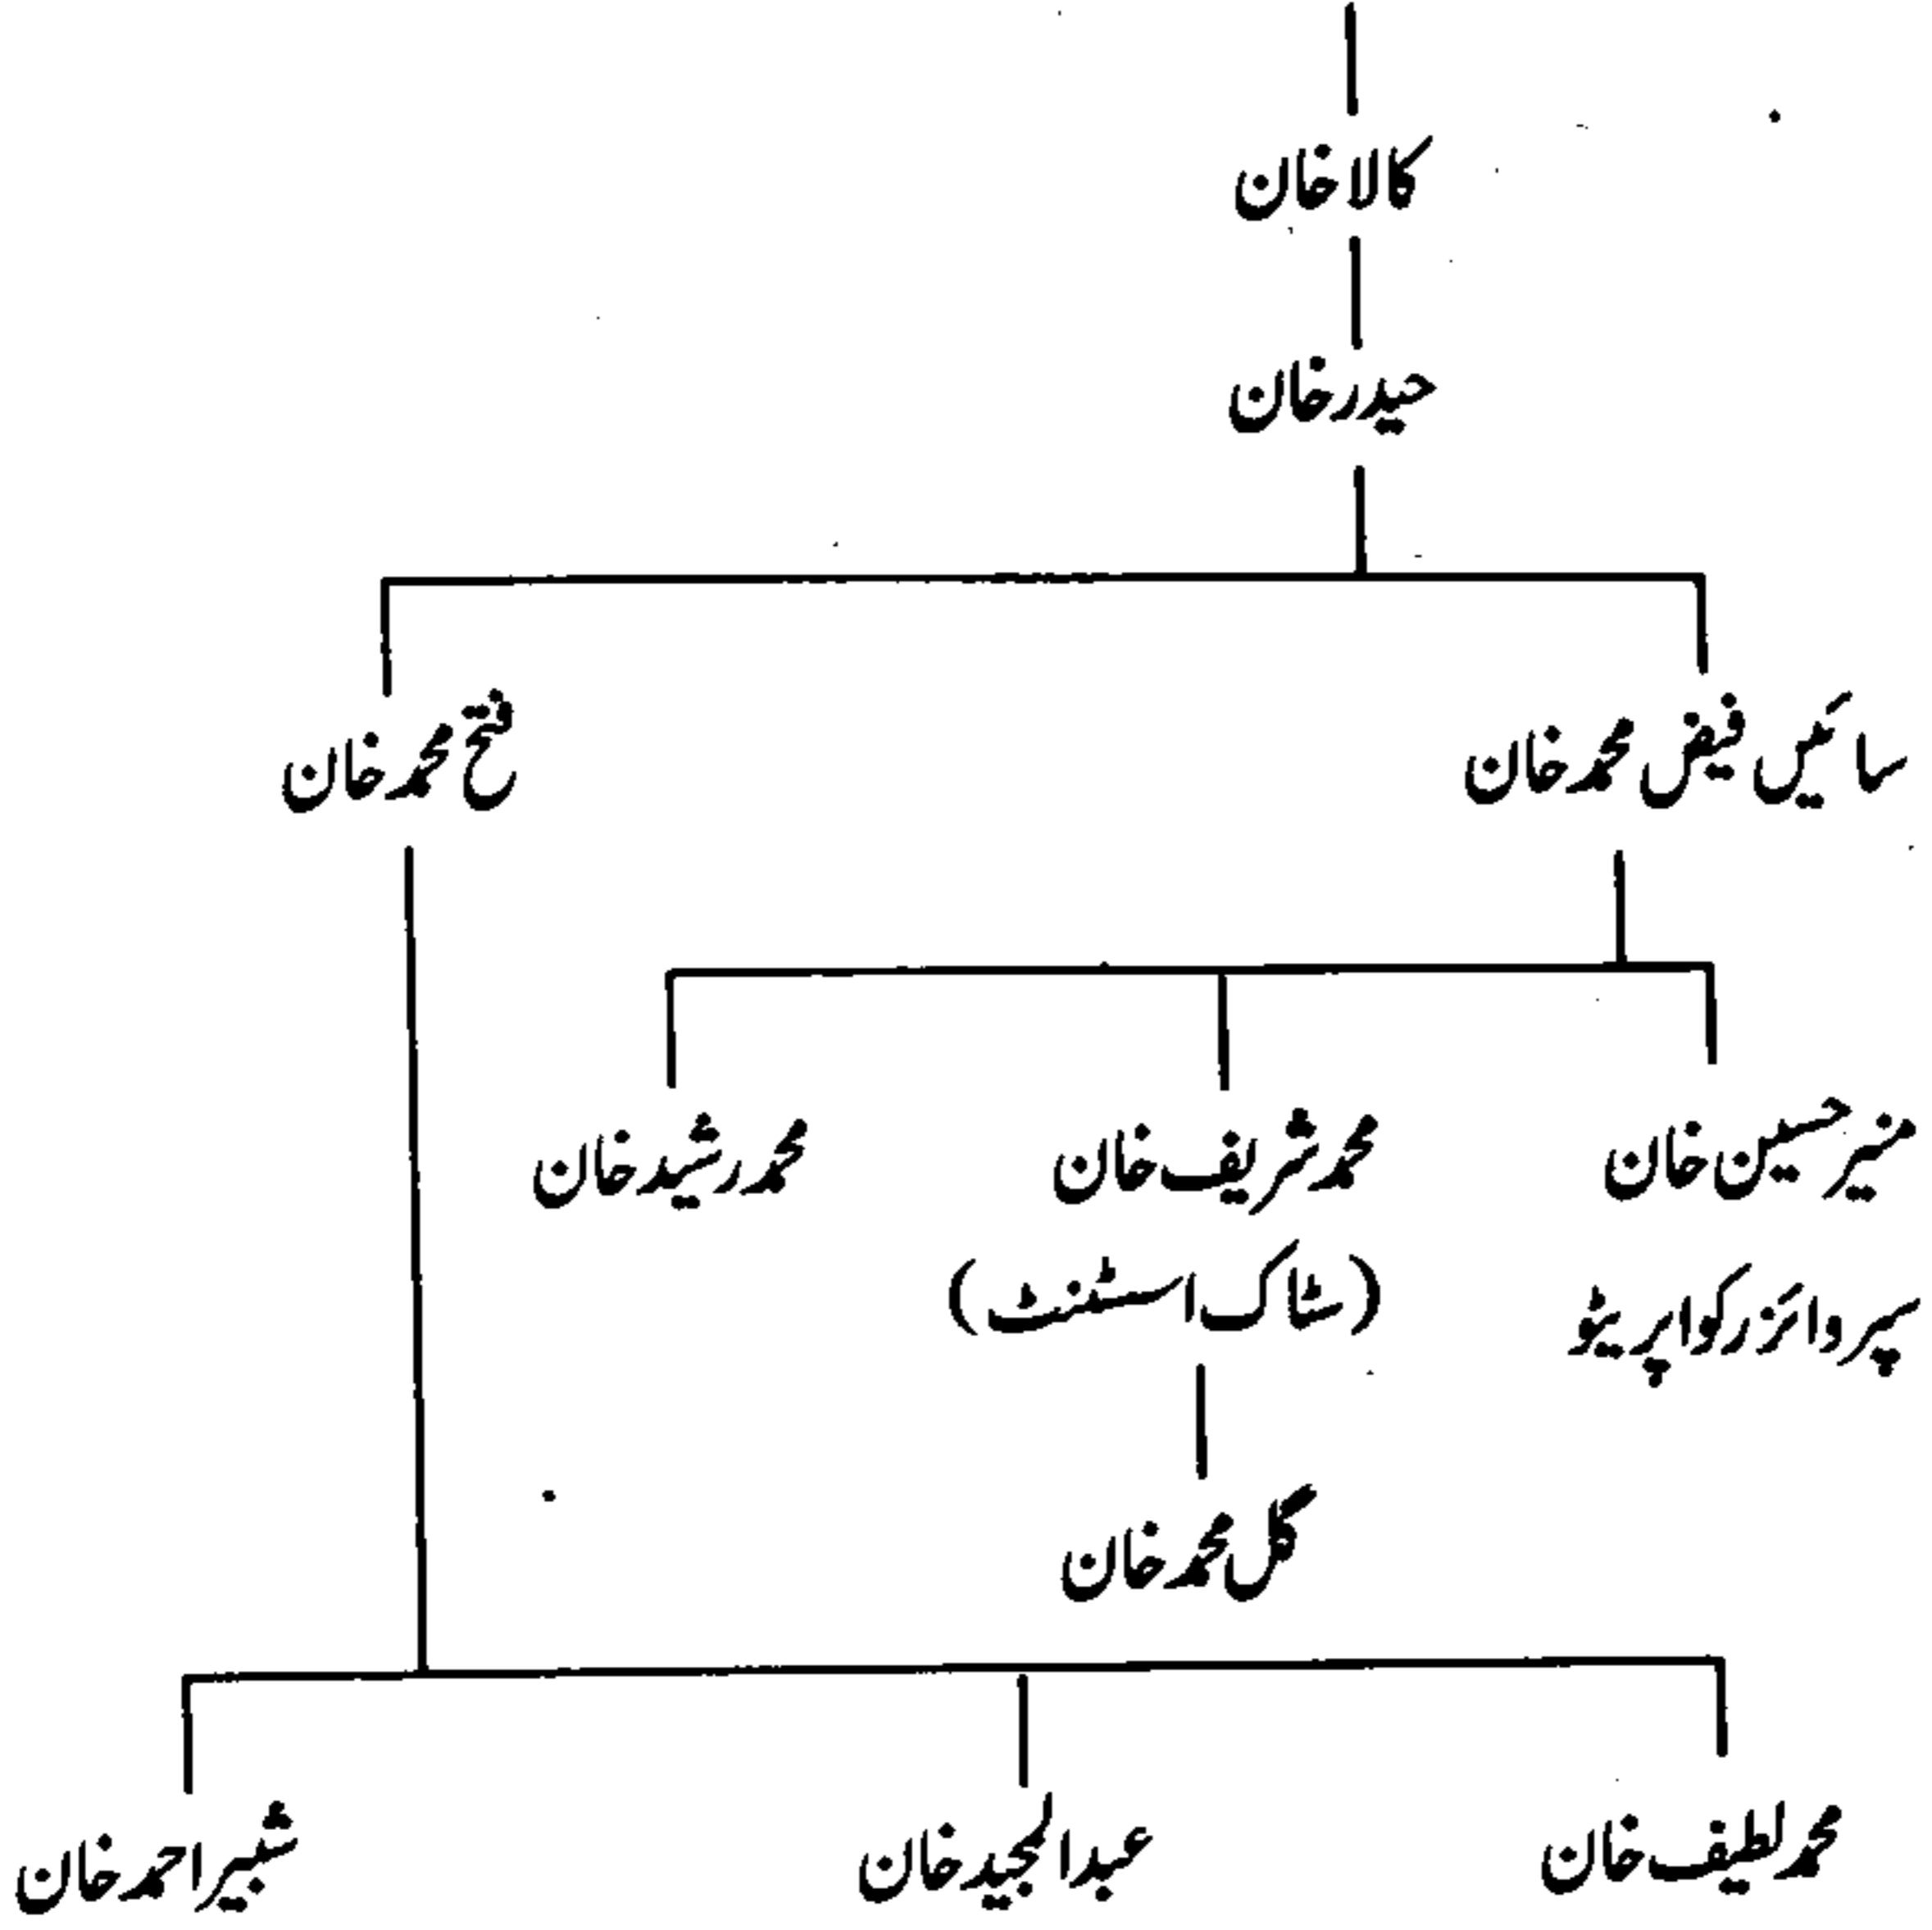 کالا خان
حیدر خان
سائیں فیض محمد خان
فتح محمد خان
منیر حسین خان
سپروائزر کواپریٹو
محمد شریف خان
(سٹاک اسٹنٹ)
محمد رشید خان
گل محمد خان
محمد لطیف خان
عبدالمجید خان
شبیر احمد خان